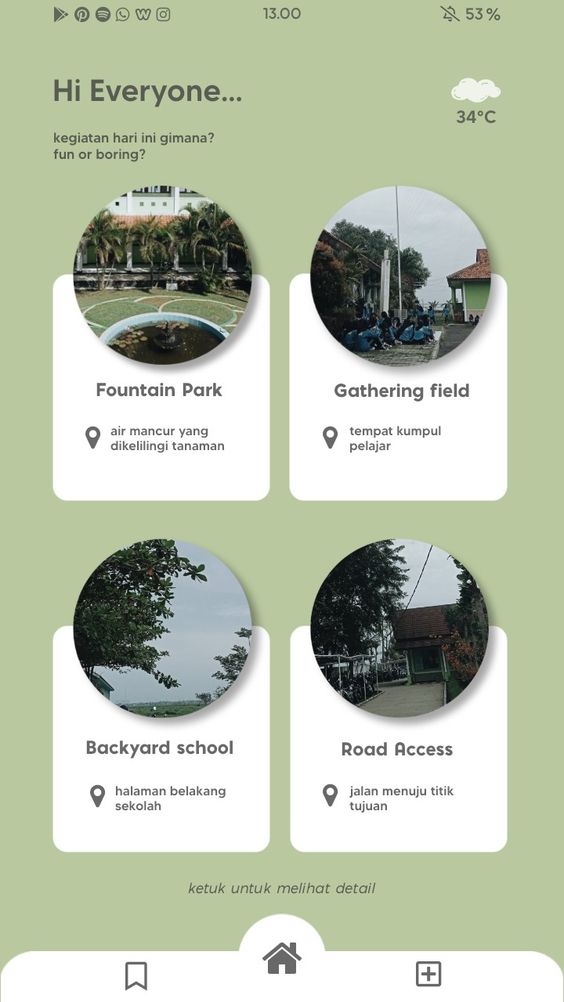 13.00
53%
Hi Everyone...
34°C
kegiatan hari ini gimana?
fun or boring?
Fountain Park
air mancur yang
dikelilingi tanaman
Gathering field
tempat kumpul
pelajar
Backyard school
halaman belakang
sekolah
Road Access
jalan menuju titik
tujuan
ketuk untuk melihat detail